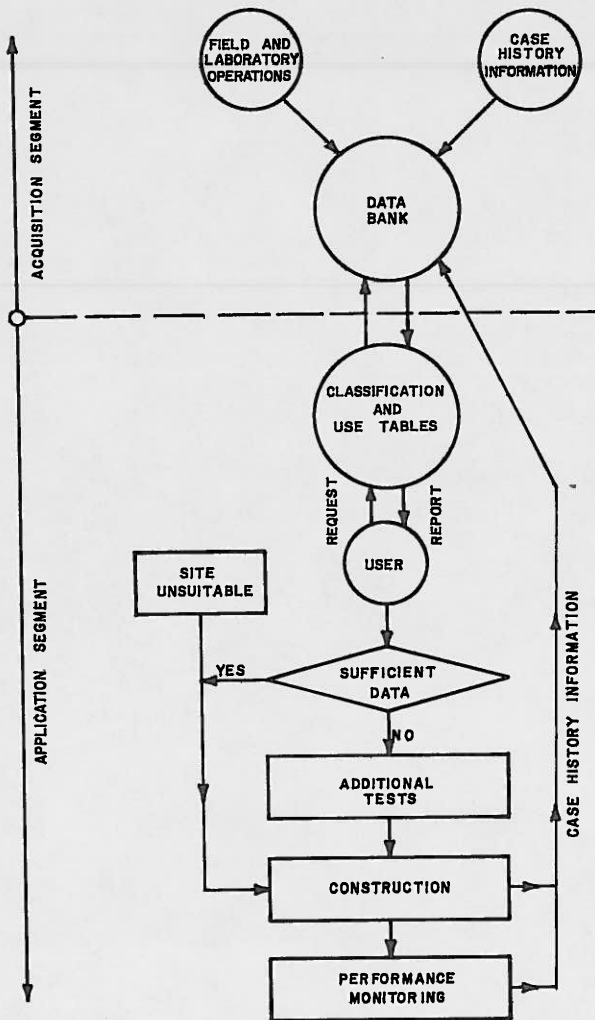 FIELD AND
LABORATORY
OPERATIONS
CASE
HISTORY
INFORMATION
DATA
BANK
ACQUISITION SEGMENT
CLASSIFICATION
AND
USE TABLES
REQUEST
REPORT
USER
SITE
UNSUITABLE
YES
SUFFICIENT
DATA
NO
ADDITIONAL
TESTS
CONSTRUCTION
PERFORMANCE
MONITORING
APPLICATION SEGMENT
CASE HISTORY INFORMATION